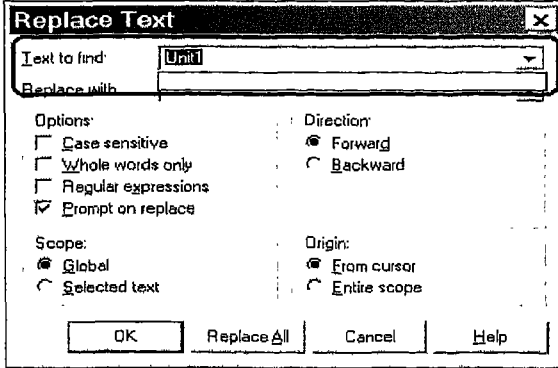 Replace Text
Text to find: Unit1
Replace with
Options: Direction:
Case sensitive Forward
Whole words only Backward
Regular expressions
Prompt on replace
Scope: Origin:
Global From cursor
Selected text Entire scope
OK Replace All Cancel Help